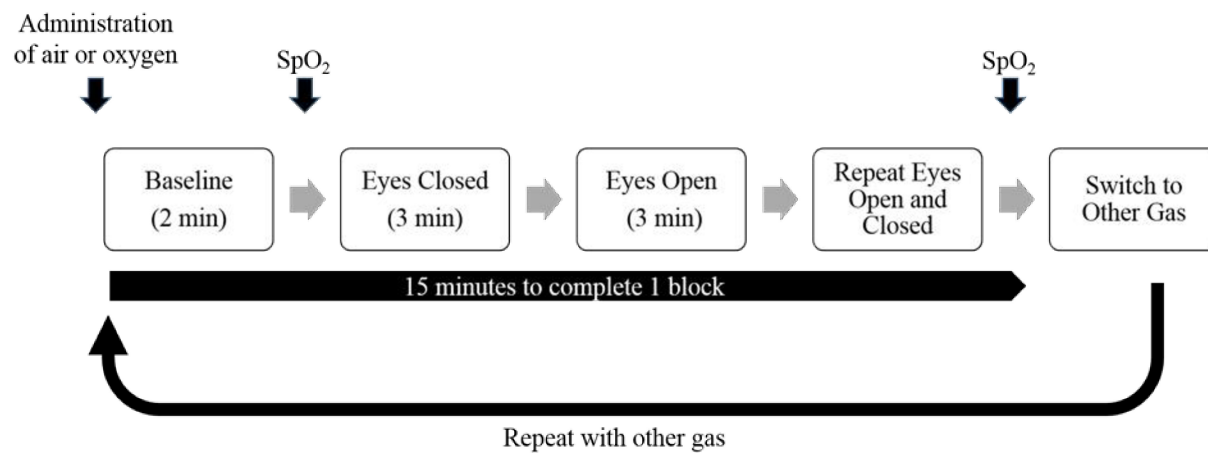 Administration
of air or oxygen
SpO₂
SpO₂
Baseline
(2 min)
Eyes Closed
(3 min)
Eyes Open
(3 min)
Repeat Eyes
Open and
Closed
Switch to
Other Gas
15 minutes to complete 1 block
Repeat with other gas